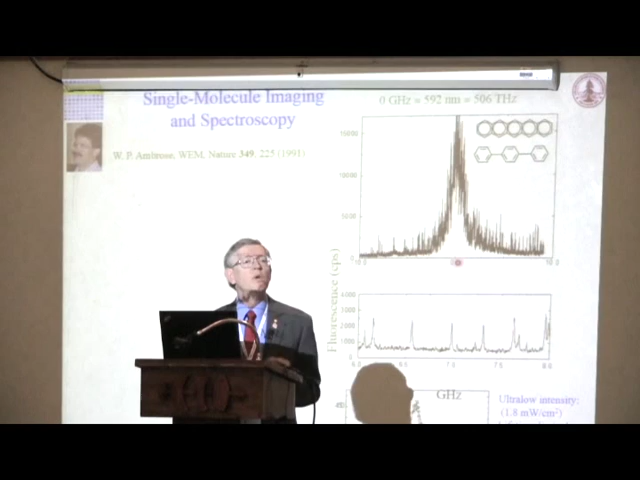 Single-Molecule Imaging
and Spectroscopy
W. P. Ambrose, WEM, Nature 349, 225 (1991)
0 GHz = 592 nm = 506 THz
10000
5000
Fluorescence (cps)
4000
3000
2000
1000
0
GHz
Ultralow intensity:
(1.8 mW/cm²)